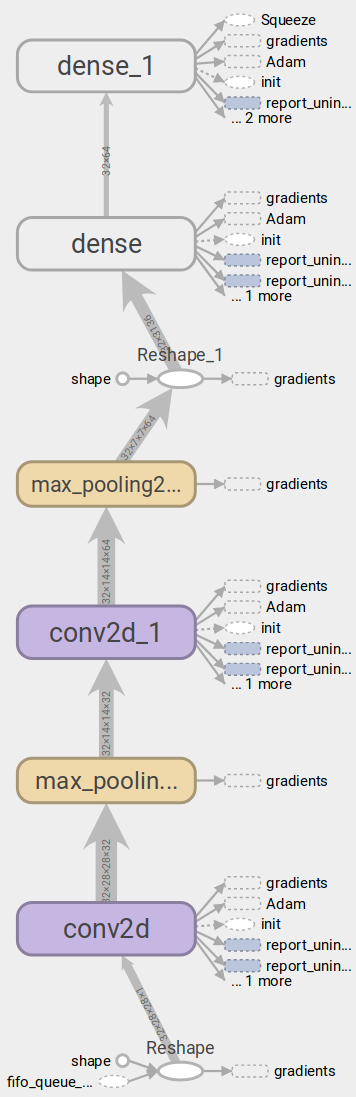 Squeeze
gradients
dense_1
Adam
init
report_unin...
... 2 more
32×64
gradients
Adam
dense
init
report_unin...
report_unin...
... 1 more
32×3136
Reshape_1
shape
gradients
32×7×7×64
max_pooling2...
gradients
32×14×14×64
gradients
Adam
conv2d_1
init
report_unin...
report_unin...
... 1 more
32×14×14×32
max_poolin...
gradients
32×28×28×32
gradients
Adam
conv2d
init
report_unin...
report_unin...
... 1 more
32×28×28×1
Reshape
shape
gradients
fifo_queue_...